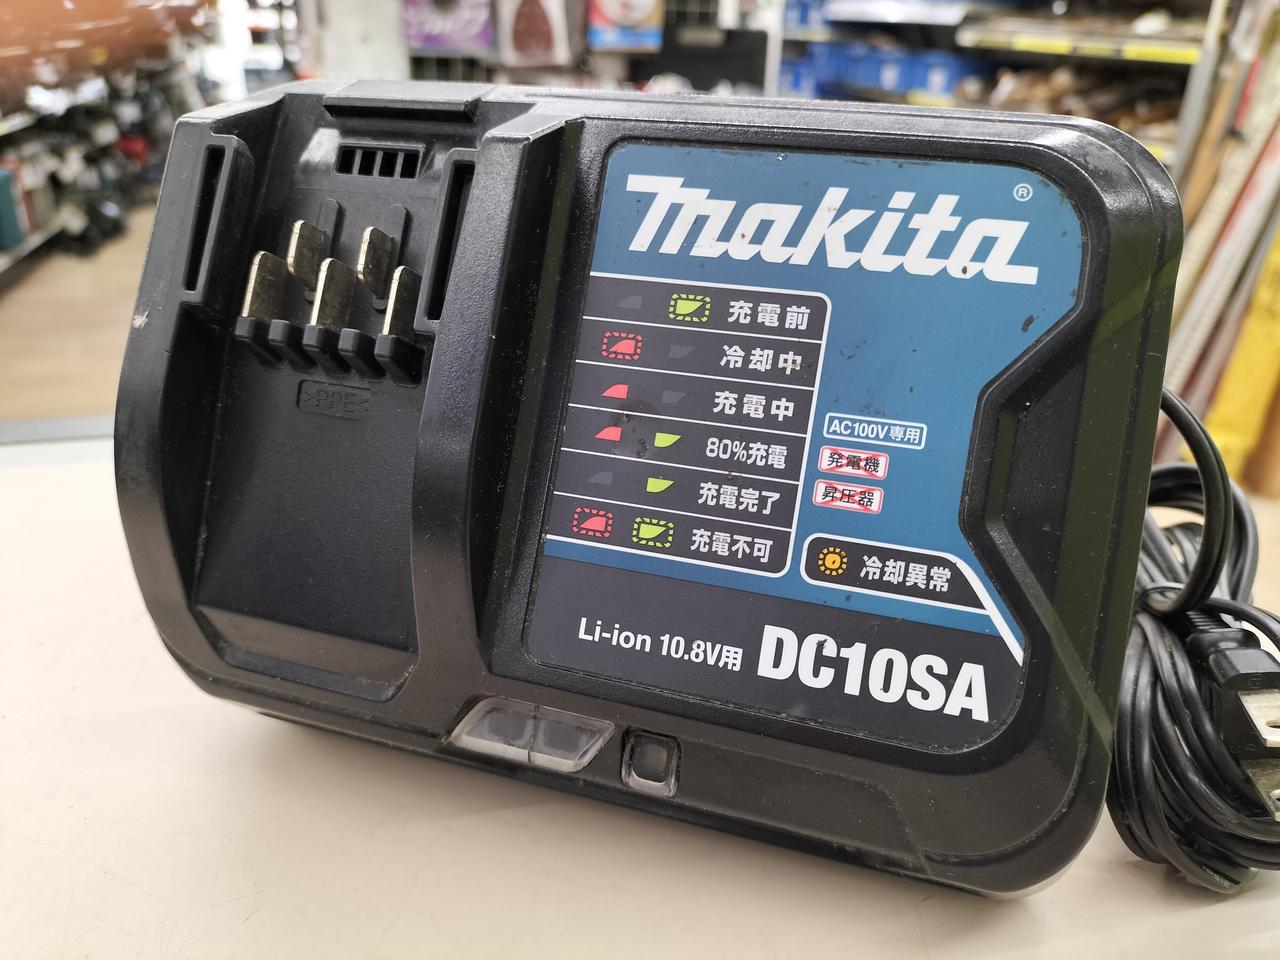 makita®
充電前
冷却中
充電中
80%充電
充電完了
充電不可
AC100V専用
発電機
昇圧器
冷却異常
Li-ion 10.8V用 DC10SA
>PPE<